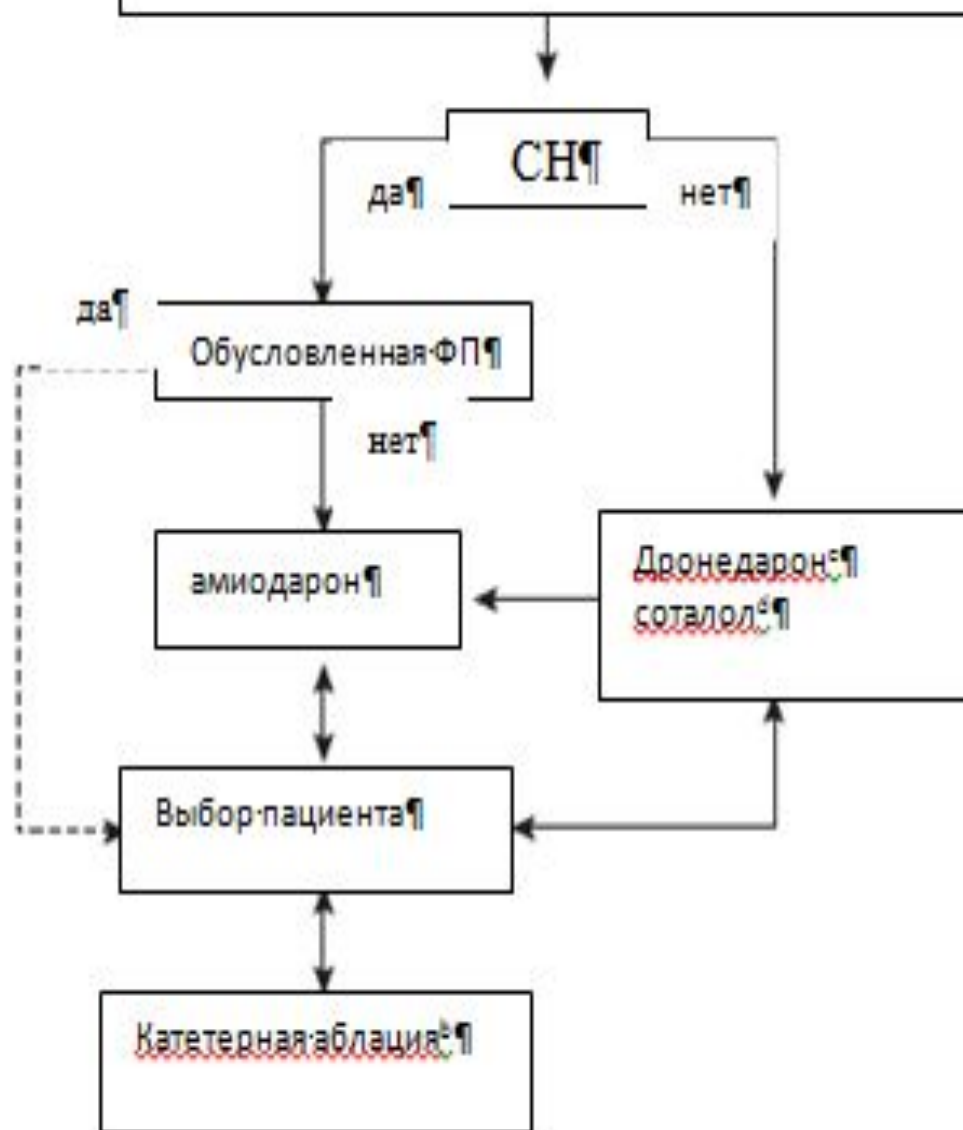 СН¶
да¶
нет¶
да¶
Обусловленная·ФП¶
нет¶
амиодарон¶
Дронедарон¶
соталол¶
Выбор·пациента¶
Катетерная·аблация¶